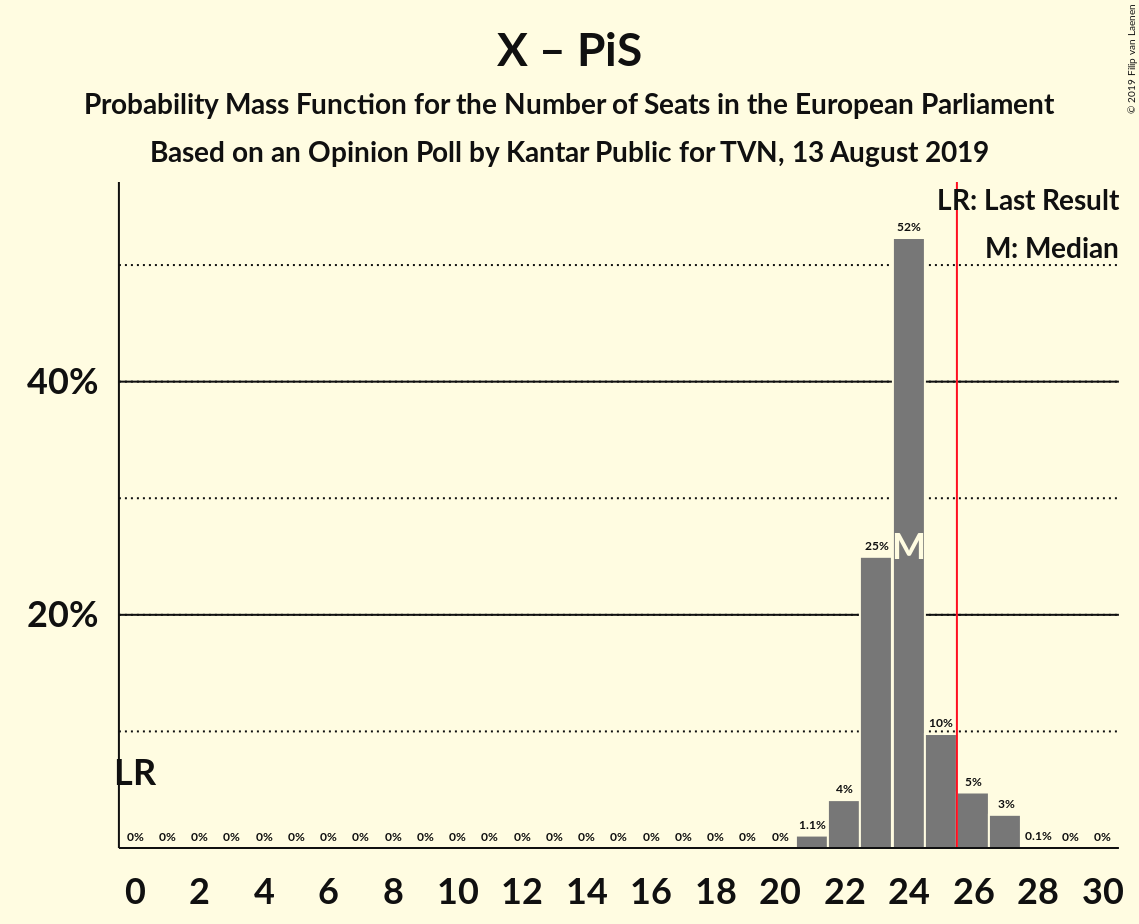 X – PiS
Probability Mass Function for the Number of Seats in the European Parliament
Based on an Opinion Poll by Kantar Public for TVN, 13 August 2019
© 2019 Filip van Laenen
LR: Last Result
M: Median
52%
40%
25%
M
20%
10%
LR
5%
4%
3%
1.1%
0% 0% 0% 0% 0% 0% 0% 0% 0% 0% 0% 0% 0% 0% 0% 0% 0% 0% 0% 0% 0% 0.1% 0% 0%
0 2 4 6 8 10 12 14 16 18 20 22 24 26 28 30